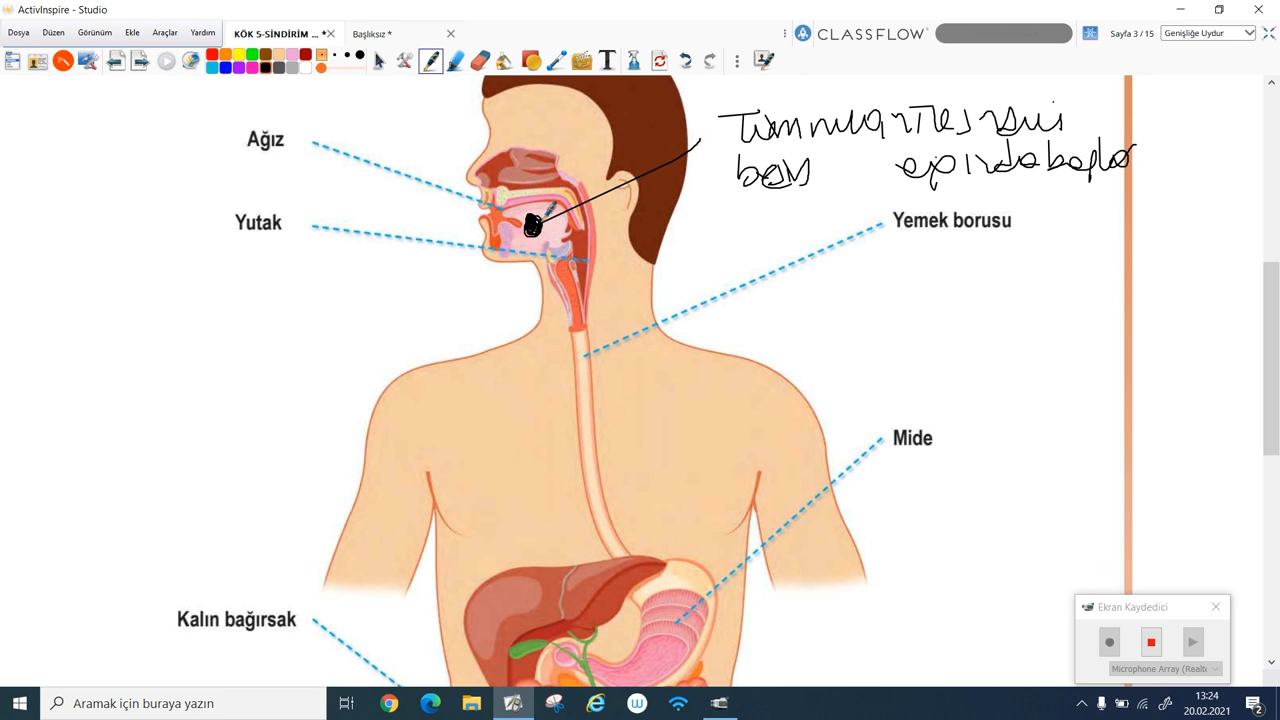 ActivInspire - Studio
Dosya Düzen Görünüm Ekle Araçlar Yardım
KÖK 5-SİNDİRİM ... *
Başlıksız *
CLASSFLOW
Sayfa 3 / 15
Genişliğe Uydur
Ağız
Yutak
Yemek borusu
Mide
Kalın bağırsak
Ekran Kaydedici
Microphone Array (Realte
Aramak için buraya yazın
13:24
20.02.2021
2